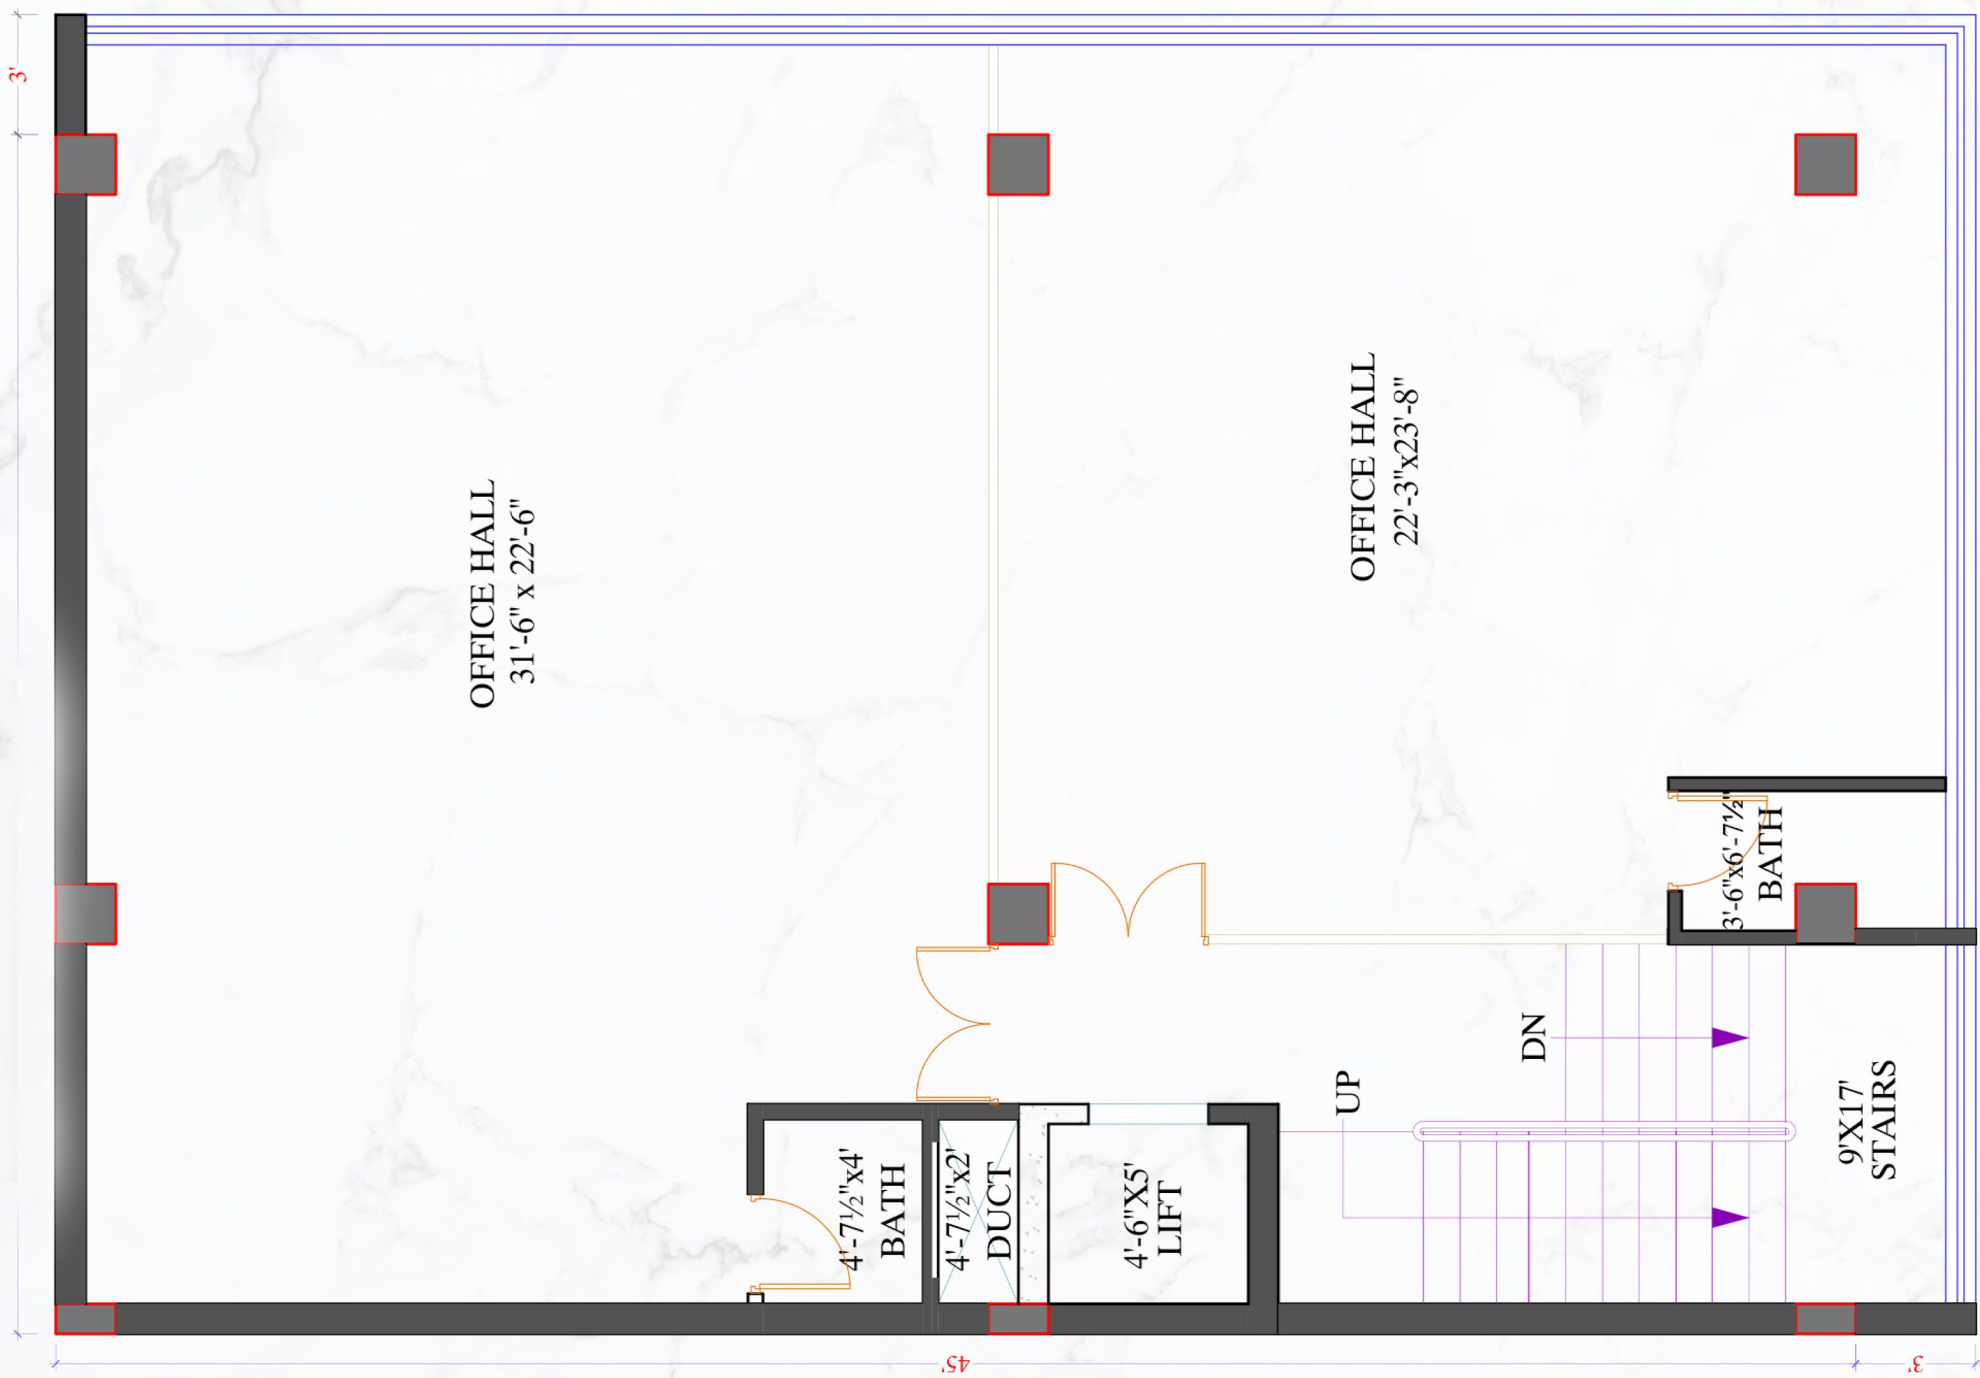 3'
OFFICE HALL
31'-6" x 22'-6"
OFFICE HALL
22'-3"x23'-8"
3'-6"x6'-7½"
BATH
DN
UP
9'X17'
STAIRS
4'-7½"x4'
BATH
4'-7½"x2'
DUCT
4'-6"X5'
LIFT
45'
3'